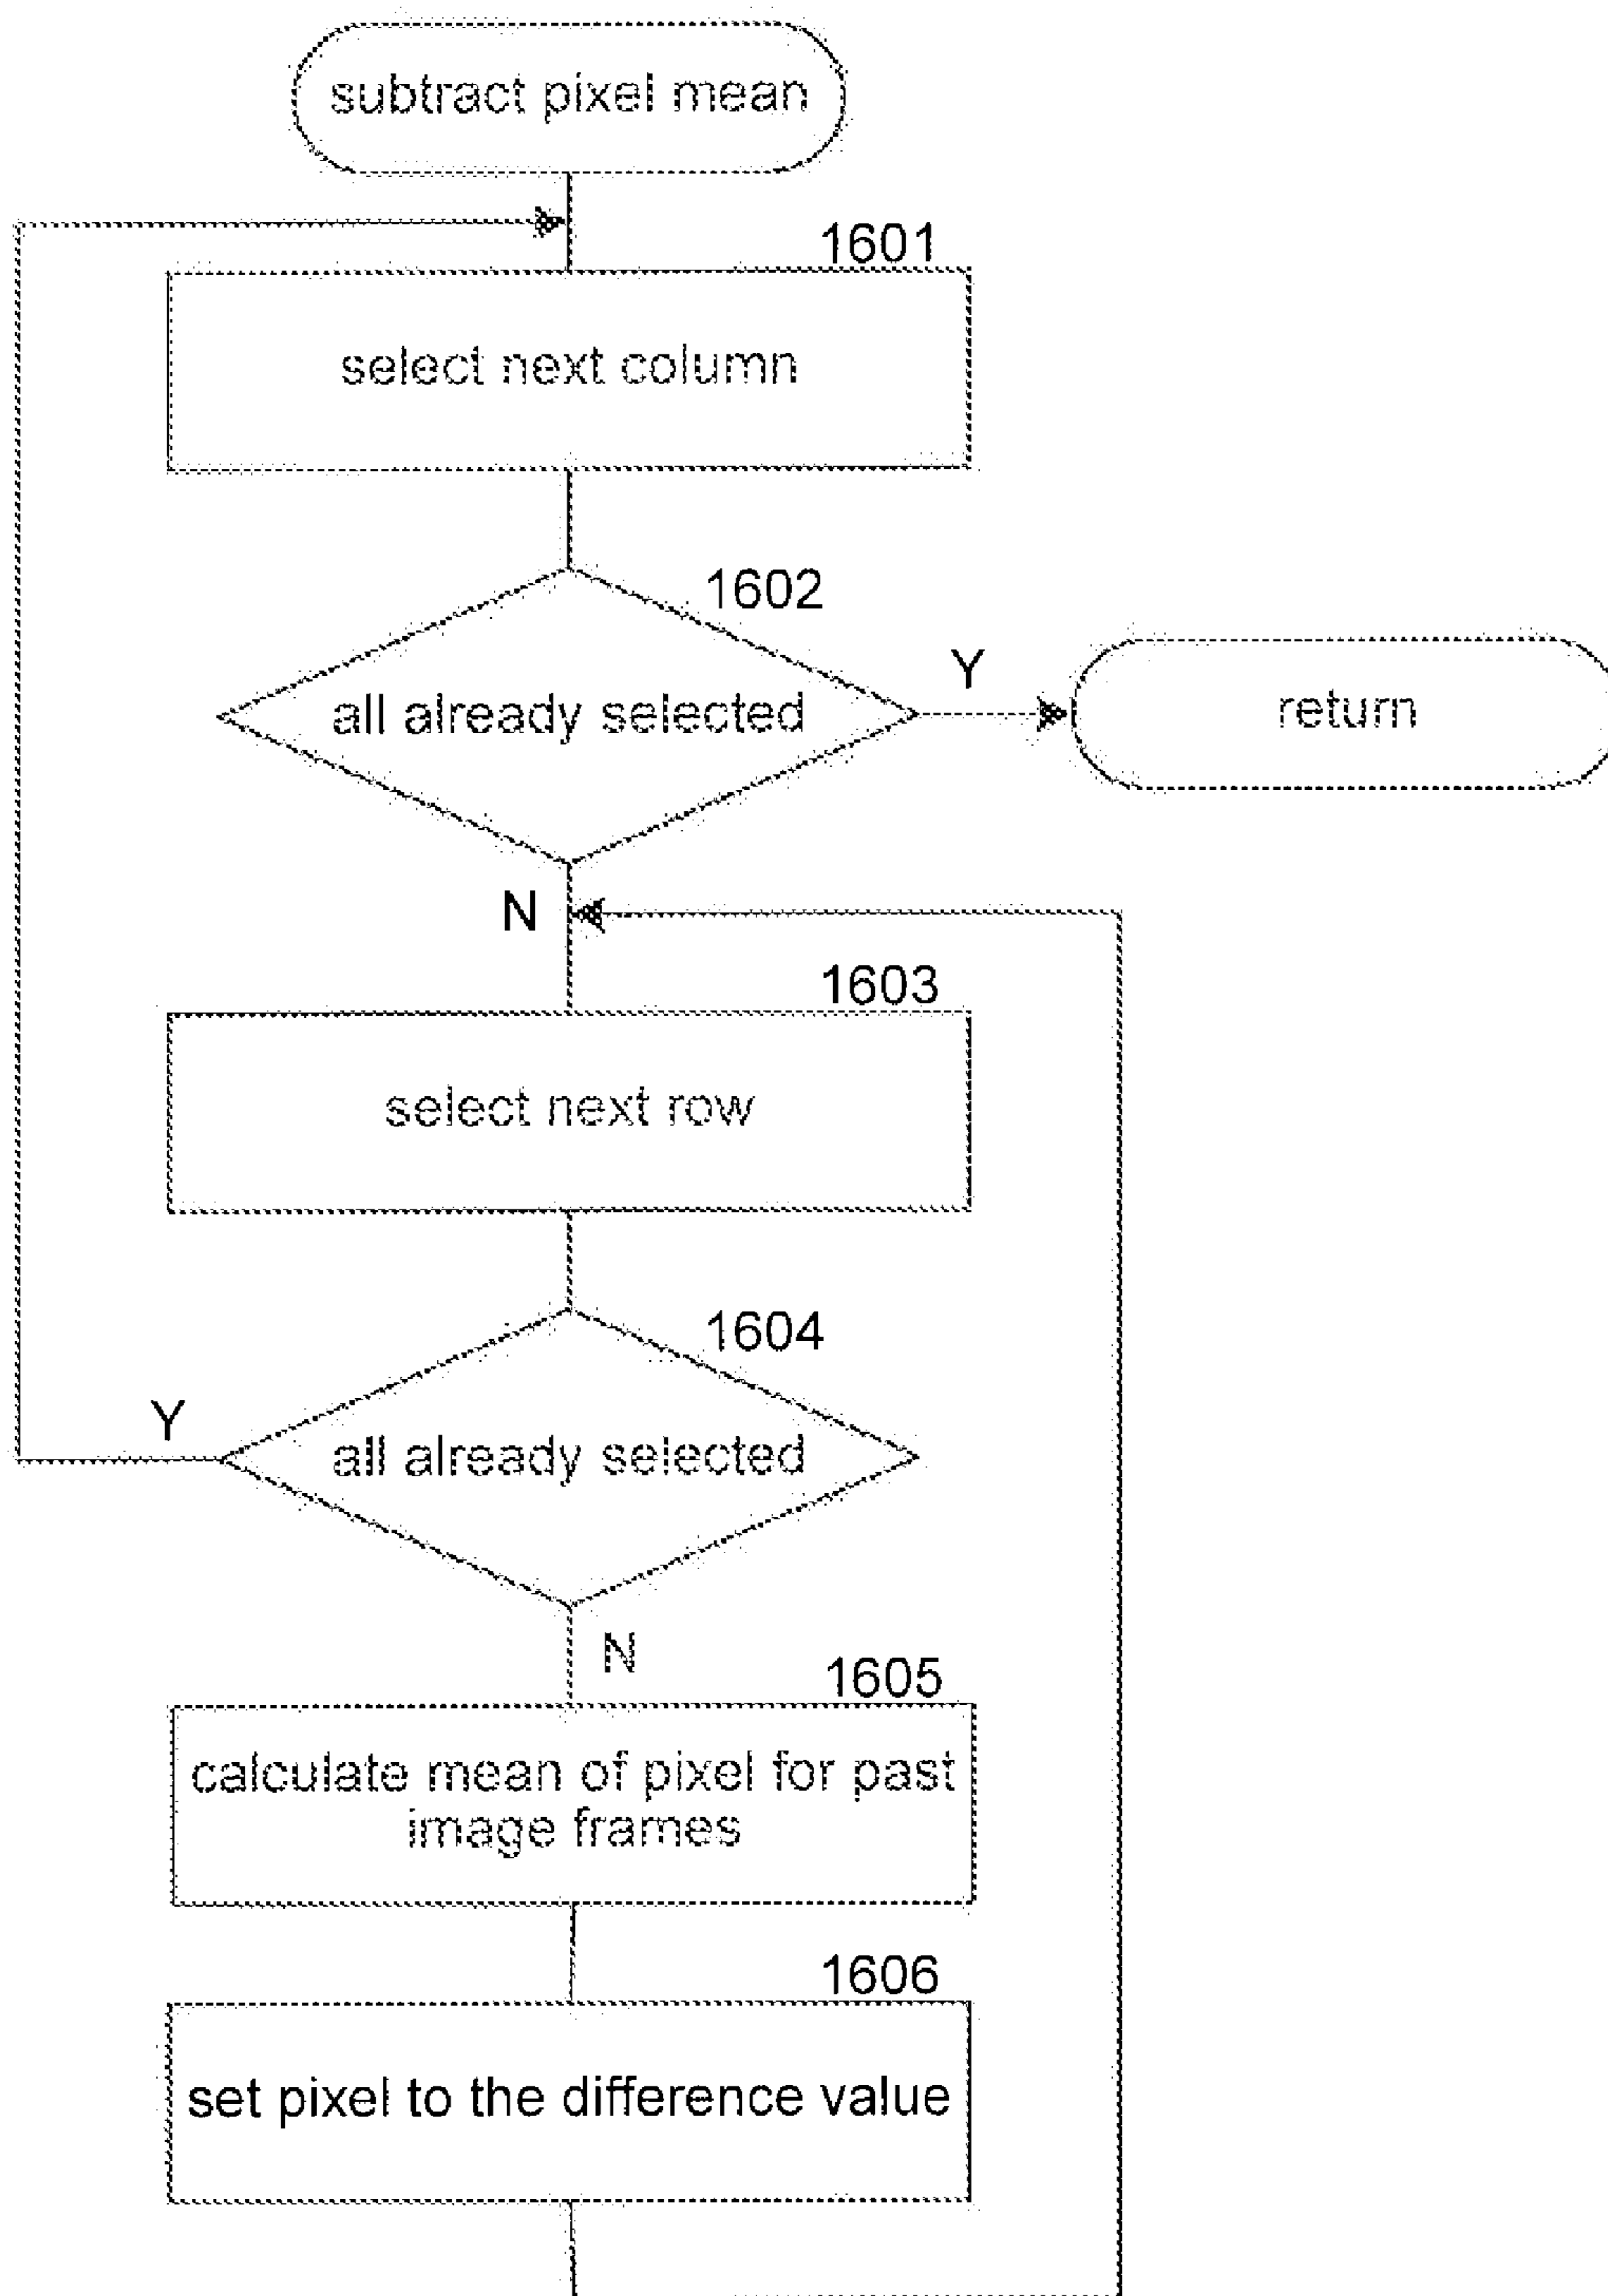 subtract pixel mean
1601
select next column
1602
all already selected
Y
return
N
1603
select next row
1604
Y
all already selected
N
1605
calculate mean of pixel for past
image frames
1606
set pixel to the difference value